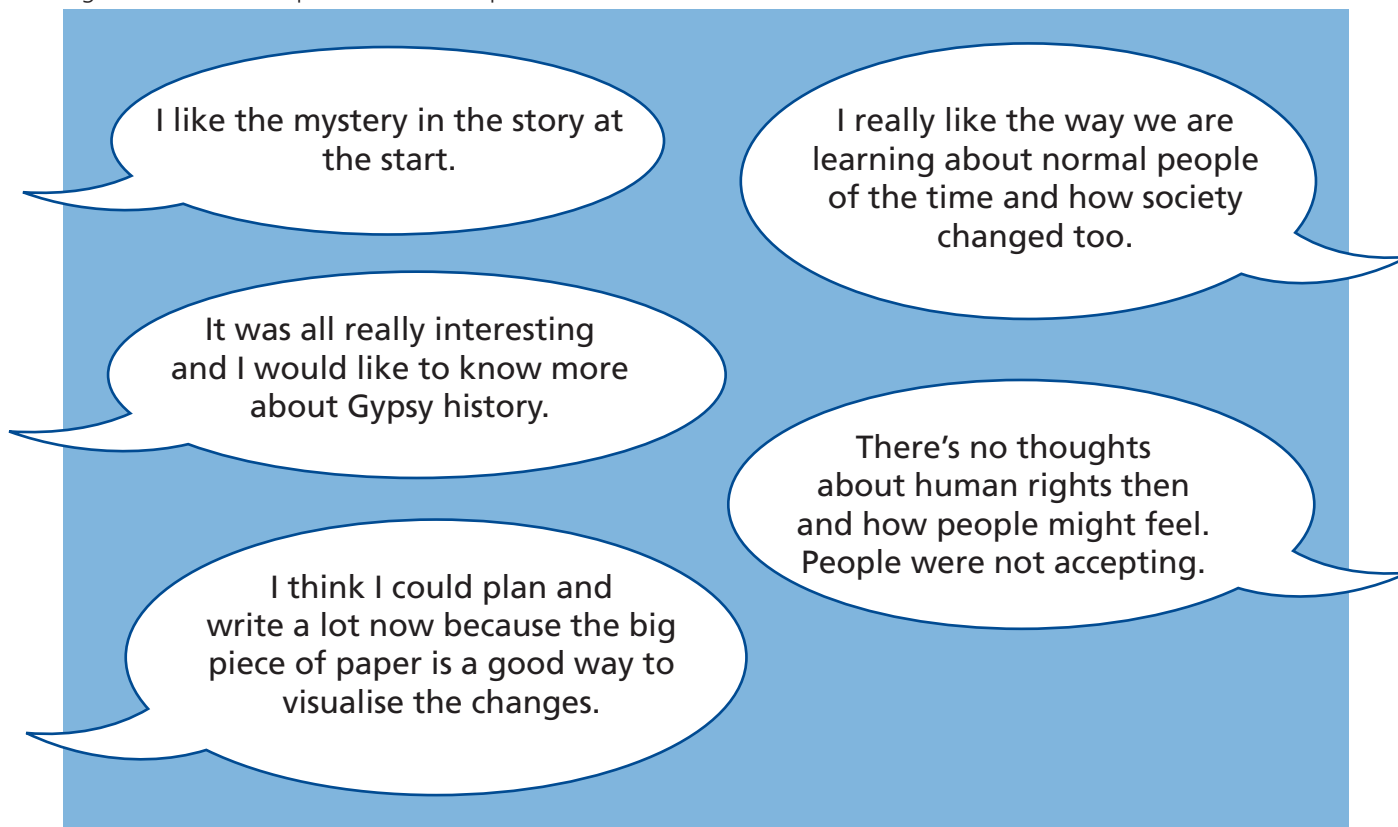 I like the mystery in the story at
the start.
I really like the way we are
learning about normal people
of the time and how society
changed too.
It was all really interesting
and I would like to know more
about Gypsy history.
There's no thoughts
about human rights then
and how people might feel.
People were not accepting.
I think I could plan and
write a lot now because the big
piece of paper is a good way to
visualise the changes.